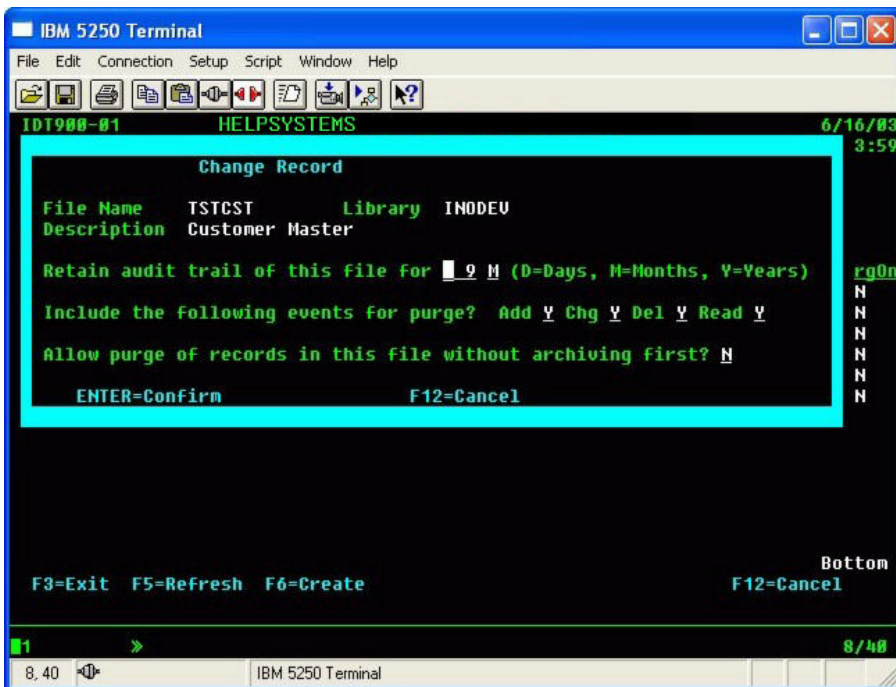 IBM 5250 Terminal
File Edit Connection Setup Script Window Help
IDT900-01 HELPSYSTEMS 6/16/03
3:59
Change Record
File Name TSTCST Library INODEV
Description Customer Master
Retain audit trail of this file for 9 M (D=Days, M=Months, Y=Years)
rgOn
N
Include the following events for purge? Add Y Chg Y Del Y Read Y
N
N
Allow purge of records in this file without archiving first? N
N
N
ENTER=Confirm F12=Cancel
N
Bottom
F3=Exit F5=Refresh F6=Create F12=Cancel
1 » 8/40
8, 40 IBM 5250 Terminal